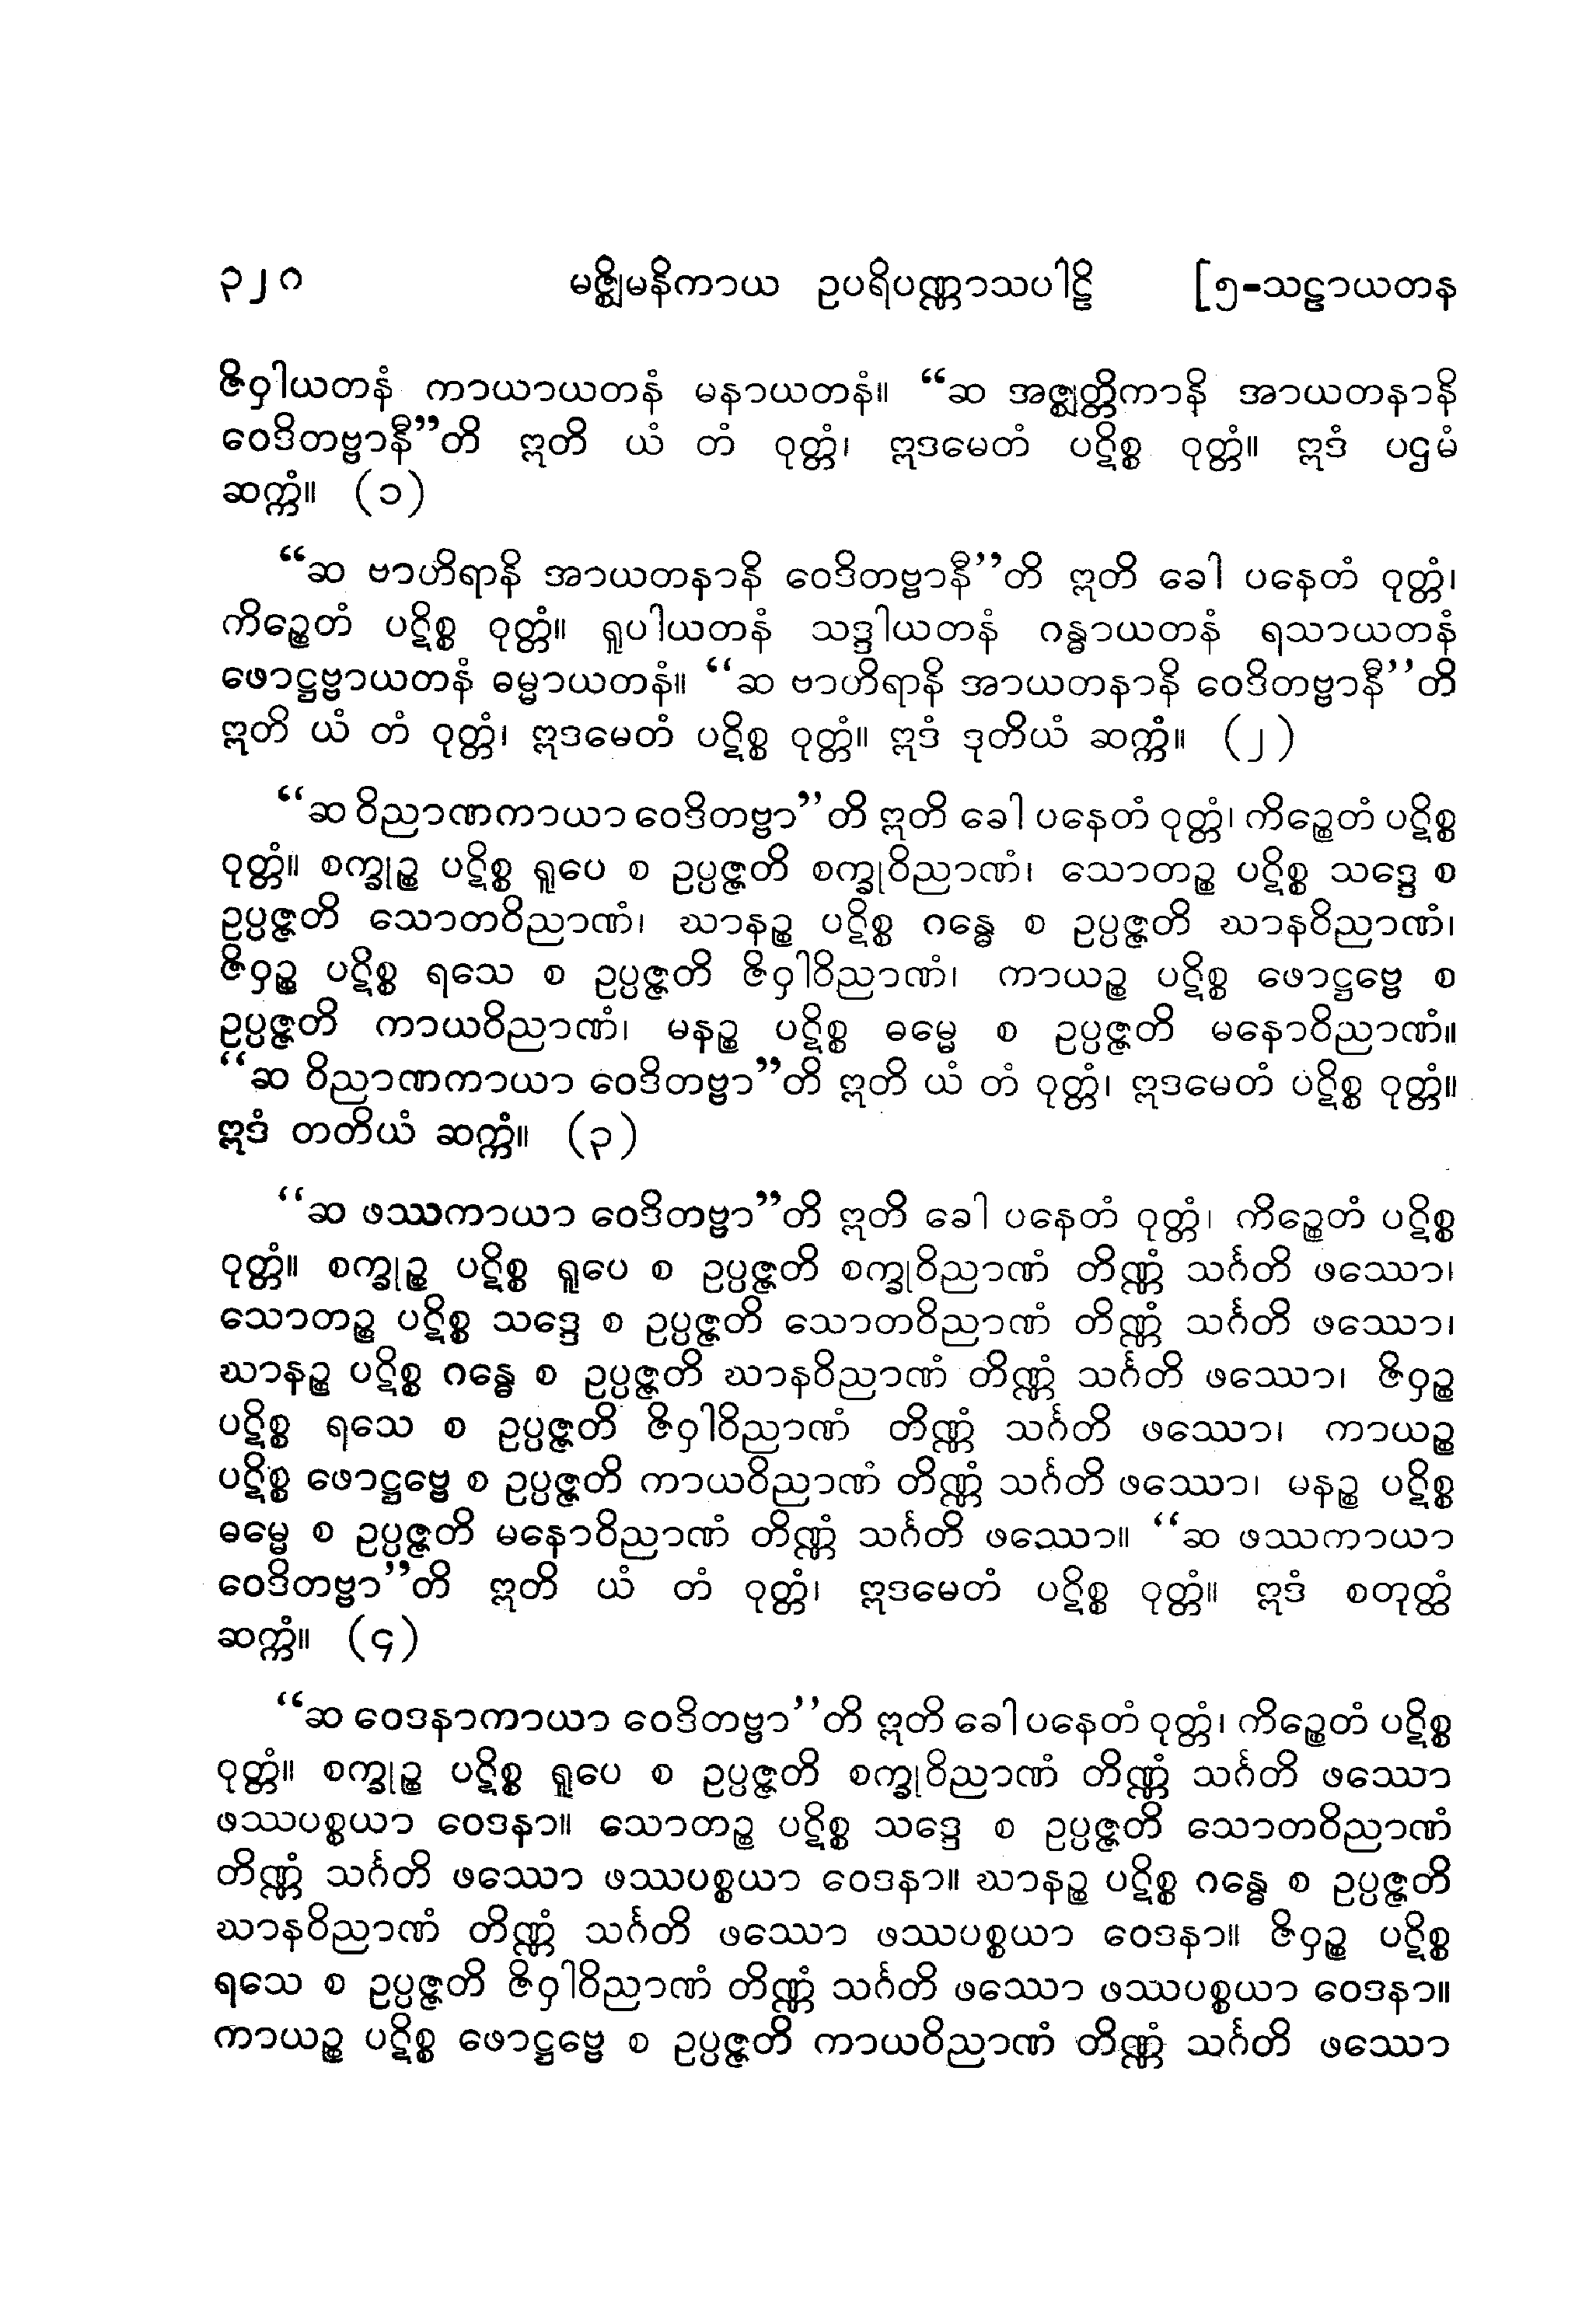 ၃၂၈ မဇ္ဈိမနိကာယ ဥပရိပဏ္ဏာသပါဠိ [၅-သဠာယတန
ဇိဝှါယတနံ ကာယာယတနံ မနာယတနံ။ “ဆ အဇ္ဈတ္တိကာနိ အာယတနာနိ
ဝေဒိတဗ္ဗာနီ”တိ ဣတိ ယံ တံ ဝုတ္တံ၊ ဣဒမေတံ ပဋိစ္စ ဝုတ္တံ။ ဣဒံ ပဌမံ
ဆက္ကံ။ (၁)
“ဆ ဗာဟိရာနိ အာယတနာနိ ဝေဒိတဗ္ဗာနီ”တိ ဣတိ ခေါ ပနေတံ ဝုတ္တံ၊
ကိဉ္စေတံ ပဋိစ္စ ဝုတ္တံ။ ရူပါယတနံ သဒ္ဒါယတနံ ဂန္ဓာယတနံ ရသာယတနံ
ဖောဋ္ဌဗ္ဗာယတနံ ဓမ္မာယတနံ။ “ဆ ဗာဟိရာနိ အာယတနာနိ ဝေဒိတဗ္ဗာနီ”တိ
ဣတိ ယံ တံ ဝုတ္တံ၊ ဣဒမေတံ ပဋိစ္စ ဝုတ္တံ။ ဣဒံ ဒုတိယံ ဆက္ကံ။ (၂)
“ဆ ဝိညာဏကာယာ ဝေဒိတဗ္ဗာ”တိ ဣတိ ခေါ ပနေတံ ဝုတ္တံ၊ ကိဉ္စေတံ ပဋိစ္စ
ဝုတ္တံ။ စက္ခုဉ္စ ပဋိစ္စ ရူပေ စ ဥပ္ပဇ္ဇတိ စက္ခုဝိညာဏံ၊ သောတဉ္စ ပဋိစ္စ သဒ္ဒေ စ
ဥပ္ပဇ္ဇတိ သောတဝိညာဏံ၊ ဃာနဉ္စ ပဋိစ္စ ဂန္ဓေ စ ဥပ္ပဇ္ဇတိ ဃာနဝိညာဏံ၊
ဇိဝှဉ္စ ပဋိစ္စ ရသေ စ ဥပ္ပဇ္ဇတိ ဇိဝှါဝိညာဏံ၊ ကာယဉ္စ ပဋိစ္စ ဖောဋ္ဌဗ္ဗေ စ
ဥပ္ပဇ္ဇတိ ကာယဝိညာဏံ၊ မနဉ္စ ပဋိစ္စ ဓမ္မေ စ ဥပ္ပဇ္ဇတိ မနောဝိညာဏံ။
“ဆ ဝိညာဏကာယာ ဝေဒိတဗ္ဗာ”တိ ဣတိ ယံ တံ ဝုတ္တံ၊ ဣဒမေတံ ပဋိစ္စ ဝုတ္တံ။
ဣဒံ တတိယံ ဆက္ကံ။ (၃)
“ဆ ဖဿကာယာ ဝေဒိတဗ္ဗာ”တိ ဣတိ ခေါ ပနေတံ ဝုတ္တံ၊ ကိဉ္စေတံ ပဋိစ္စ
ဝုတ္တံ။ စက္ခုဉ္စ ပဋိစ္စ ရူပေ စ ဥပ္ပဇ္ဇတိ စက္ခုဝိညာဏံ တိဏ္ဏံ သင်္ဂတိ ဖဿော၊
သောတဉ္စ ပဋိစ္စ သဒ္ဒေ စ ဥပ္ပဇ္ဇတိ သောတဝိညာဏံ တိဏ္ဏံ သင်္ဂတိ ဖဿော၊
ဃာနဉ္စ ပဋိစ္စ ဂန္ဓေ စ ဥပ္ပဇ္ဇတိ ဃာနဝိညာဏံ တိဏ္ဏံ သင်္ဂတိ ဖဿော၊ ဇိဝှဉ္စ
ပဋိစ္စ ရသေ စ ဥပ္ပဇ္ဇတိ ဇိဝှါဝိညာဏံ တိဏ္ဏံ သင်္ဂတိ ဖဿော၊ ကာယဉ္စ
ပဋိစ္စ ဖောဋ္ဌဗ္ဗေ စ ဥပ္ပဇ္ဇတိ ကာယဝိညာဏံ တိဏ္ဏံ သင်္ဂတိ ဖဿော၊ မနဉ္စ ပဋိစ္စ
ဓမ္မေ စ ဥပ္ပဇ္ဇတိ မနောဝိညာဏံ တိဏ္ဏံ သင်္ဂတိ ဖဿော။ “ဆ ဖဿကာယာ
ဝေဒိတဗ္ဗာ”တိ ဣတိ ယံ တံ ဝုတ္တံ၊ ဣဒမေတံ ပဋိစ္စ ဝုတ္တံ။ ဣဒံ စတုတ္ထံ
ဆက္ကံ။ (၄)
“ဆ ဝေဒနာကာယာ ဝေဒိတဗ္ဗာ”တိ ဣတိ ခေါ ပနေတံ ဝုတ္တံ၊ ကိဉ္စေတံ ပဋိစ္စ
ဝုတ္တံ။ စက္ခုဉ္စ ပဋိစ္စ ရူပေ စ ဥပ္ပဇ္ဇတိ စက္ခုဝိညာဏံ တိဏ္ဏံ သင်္ဂတိ ဖဿော
ဖဿပစ္စယာ ဝေဒနာ။ သောတဉ္စ ပဋိစ္စ သဒ္ဒေ စ ဥပ္ပဇ္ဇတိ သောတဝိညာဏံ
တိဏ္ဏံ သင်္ဂတိ ဖဿော ဖဿပစ္စယာ ဝေဒနာ။ ဃာနဉ္စ ပဋိစ္စ ဂန္ဓေ စ ဥပ္ပဇ္ဇတိ
ဃာနဝိညာဏံ တိဏ္ဏံ သင်္ဂတိ ဖဿော ဖဿပစ္စယာ ဝေဒနာ။ ဇိဝှဉ္စ ပဋိစ္စ
ရသေ စ ဥပ္ပဇ္ဇတိ ဇိဝှါဝိညာဏံ တိဏ္ဏံ သင်္ဂတိ ဖဿော ဖဿပစ္စယာ ဝေဒနာ။
ကာယဉ္စ ပဋိစ္စ ဖောဋ္ဌဗ္ဗေ စ ဥပ္ပဇ္ဇတိ ကာယဝိညာဏံ တိဏ္ဏံ သင်္ဂတိ ဖဿော